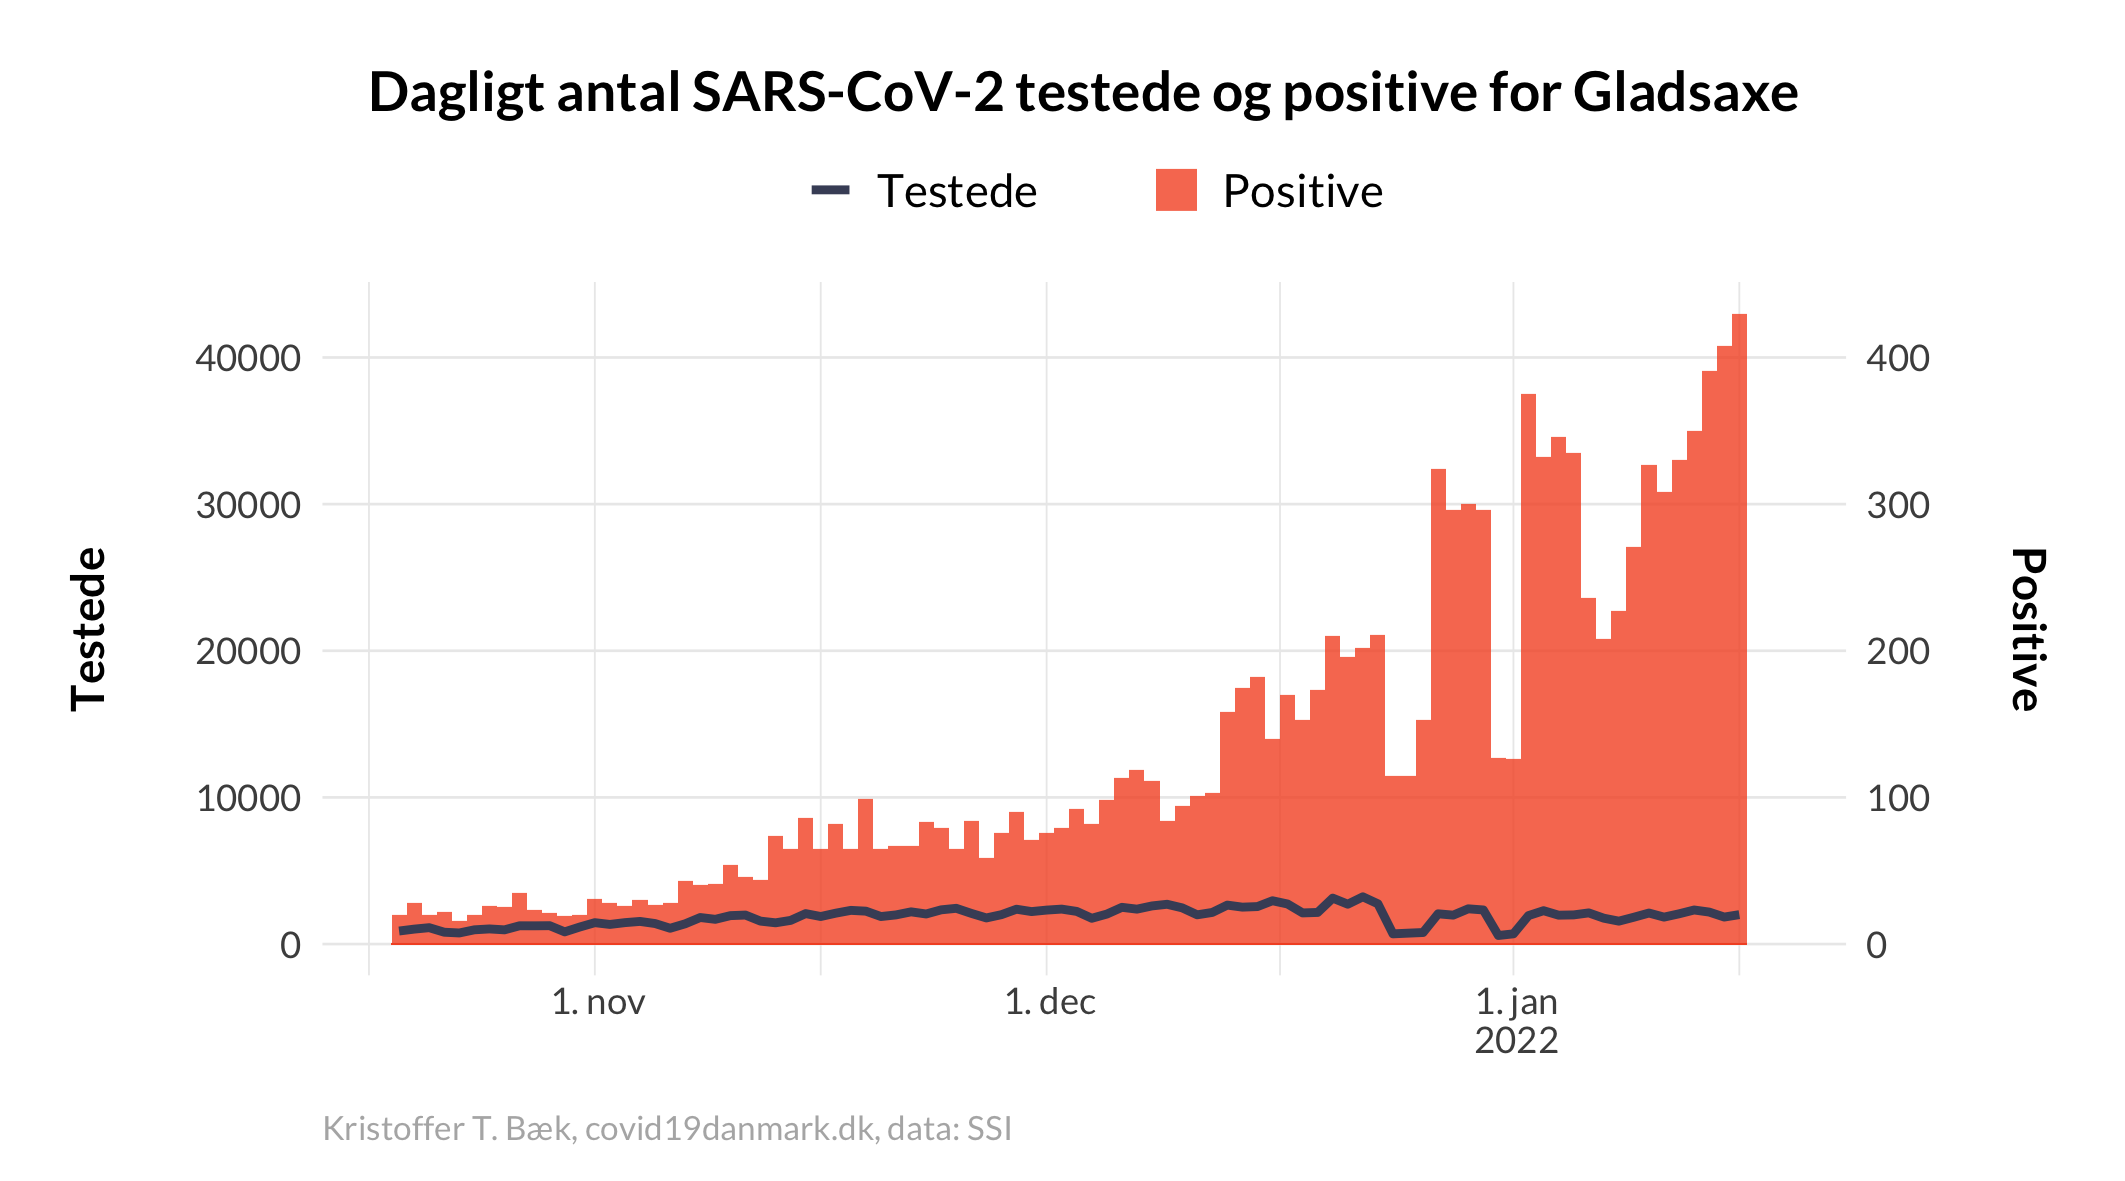 Dagligt antal SARS-CoV-2 testede og positive for Gladsaxe
Testede
Positive
Testede
40000
30000
20000
10000
0
400
300
200
100
0
Positive
1. nov
1. dec
1. jan
2022
Kristoffer T. Bæk, covid19danmark.dk, data: SSI